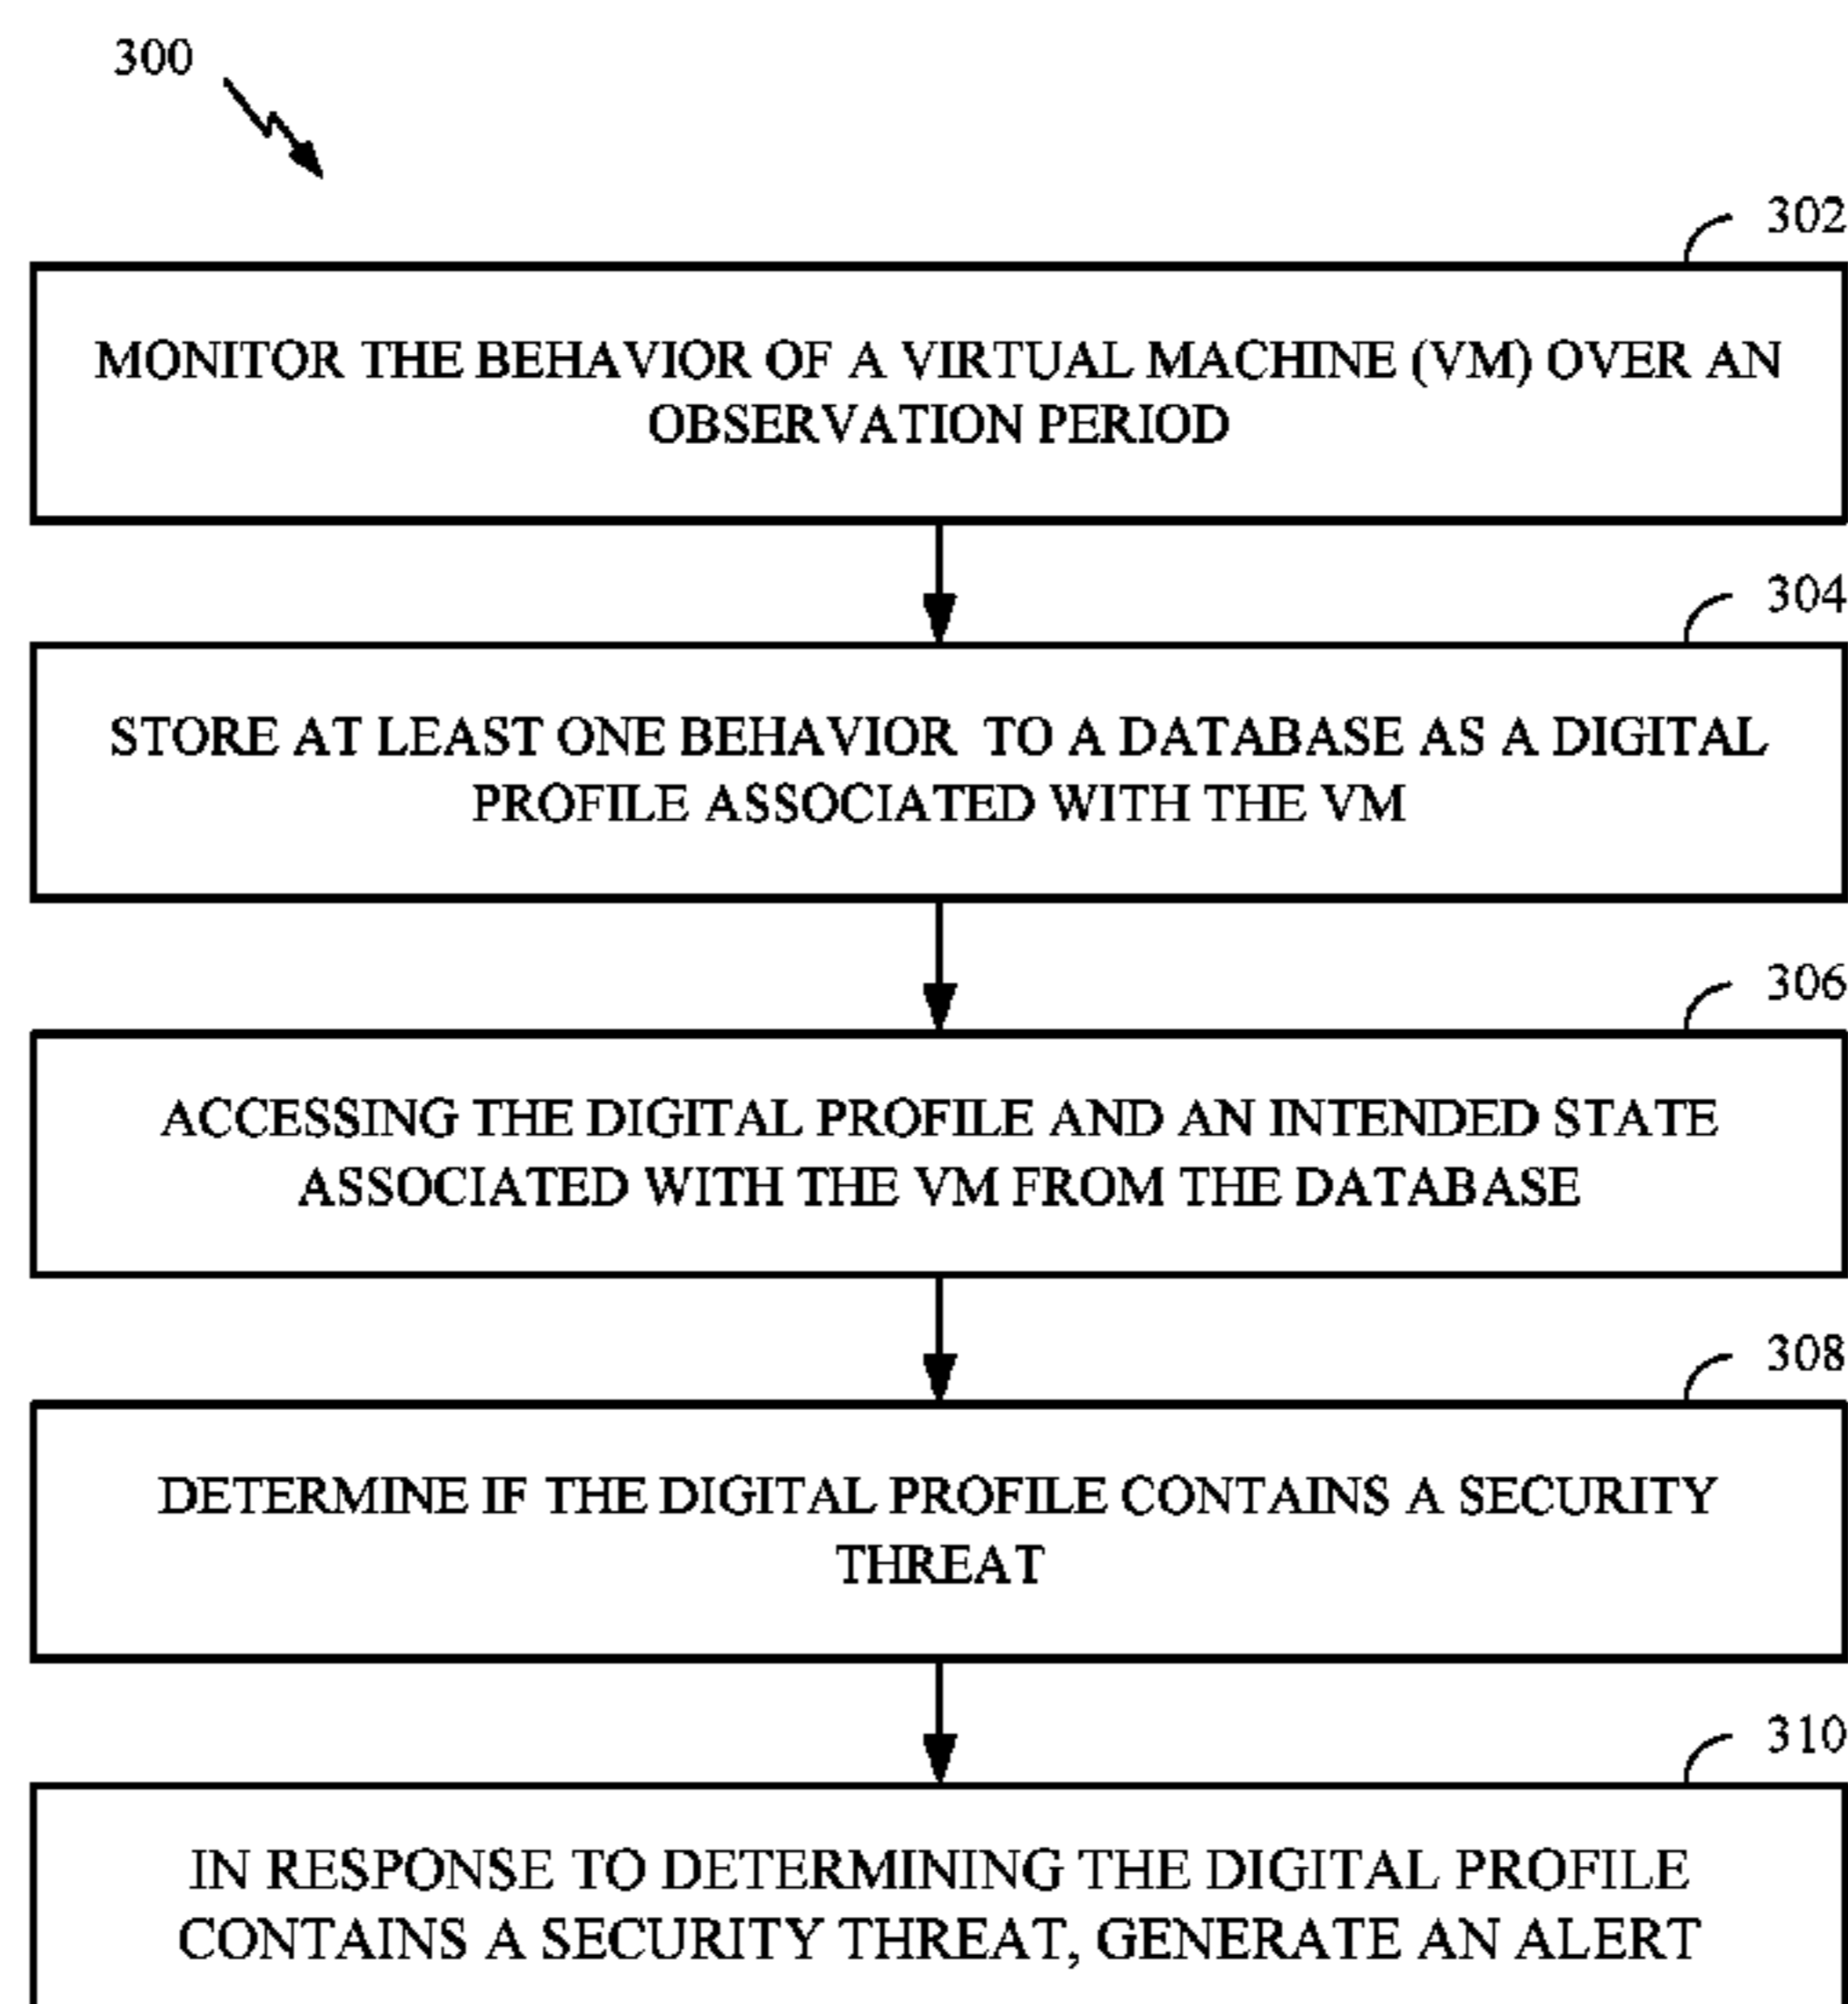 300
302
MONITOR THE BEHAVIOR OF A VIRTUAL MACHINE (VM) OVER AN
OBSERVATION PERIOD
304
STORE AT LEAST ONE BEHAVIOR TO A DATABASE AS A DIGITAL
PROFILE ASSOCIATED WITH THE VM
306
ACCESSING THE DIGITAL PROFILE AND AN INTENDED STATE
ASSOCIATED WITH THE VM FROM THE DATABASE
308
DETERMINE IF THE DIGITAL PROFILE CONTAINS A SECURITY
THREAT
310
IN RESPONSE TO DETERMINING THE DIGITAL PROFILE
CONTAINS A SECURITY THREAT, GENERATE AN ALERT